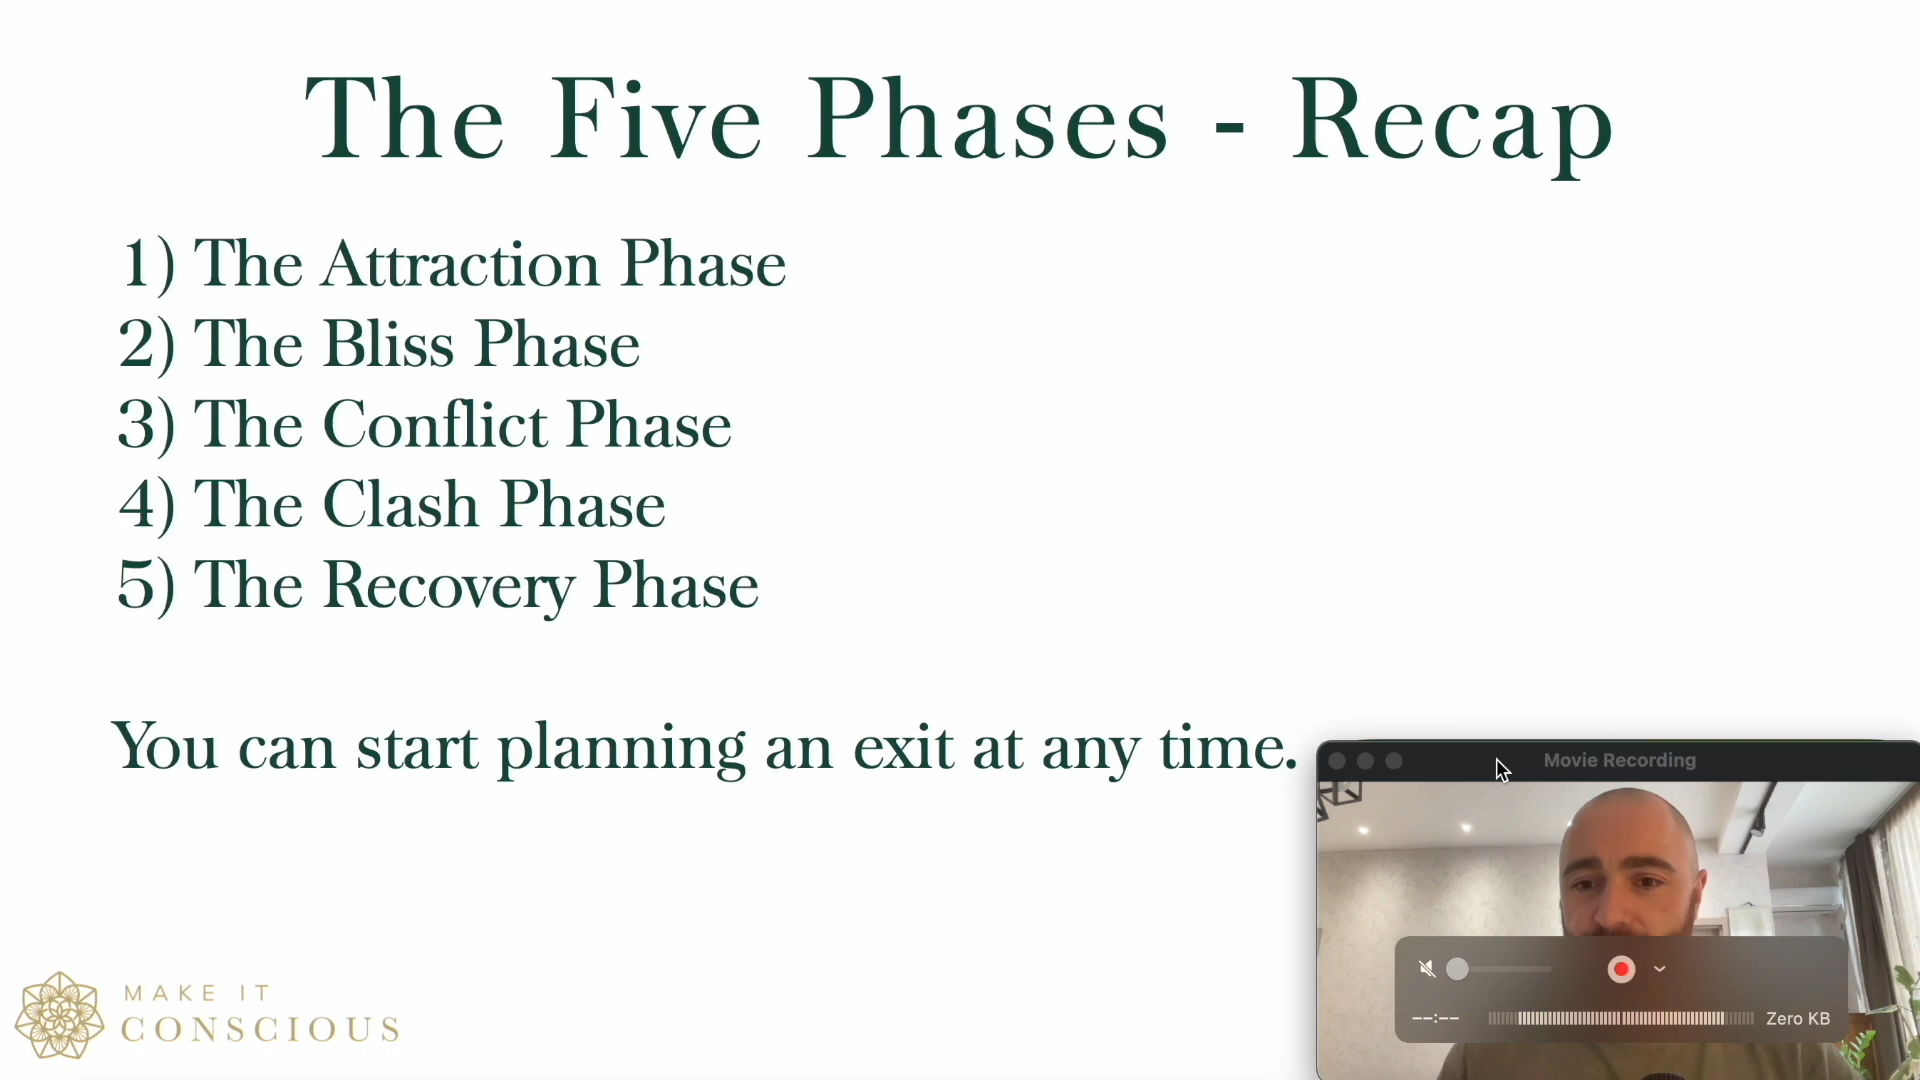 The Five Phases - Recap
1) The Attraction Phase
2) The Bliss Phase
3) The Conflict Phase
4) The Clash Phase
5) The Recovery Phase
You can start planning an exit at any time.
Movie Recording
--:--
Zero KB
MAKE IT
CONSCIOUS